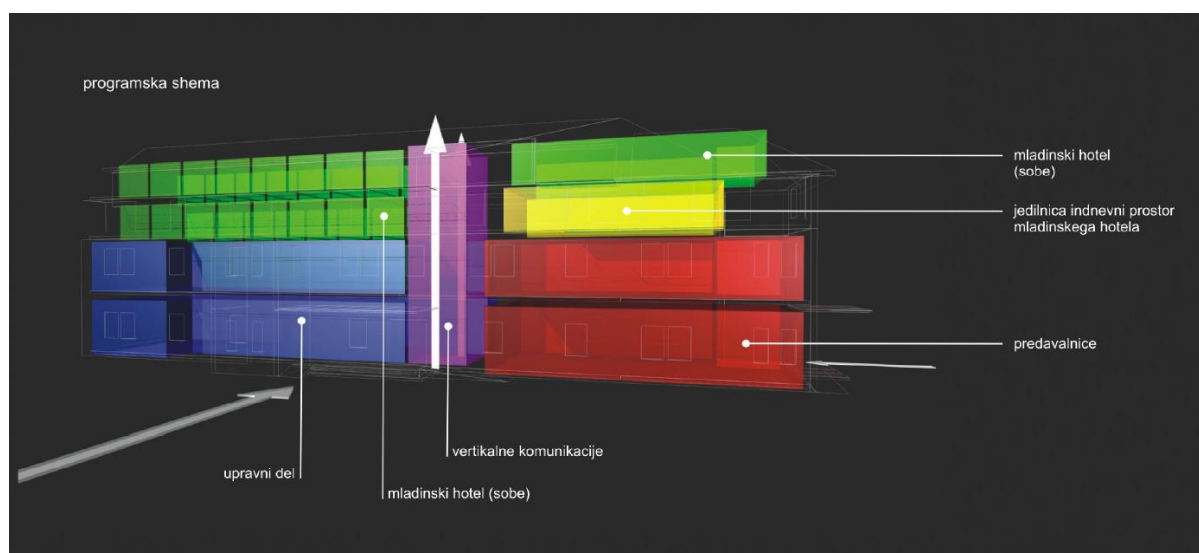 programska shema
mladinski hotel
(sobe)
jedilnica indnevni prostor
mladinskega hotela
predavalnice
vertikalne komunikacije
upravni del
mladinski hotel (sobe)